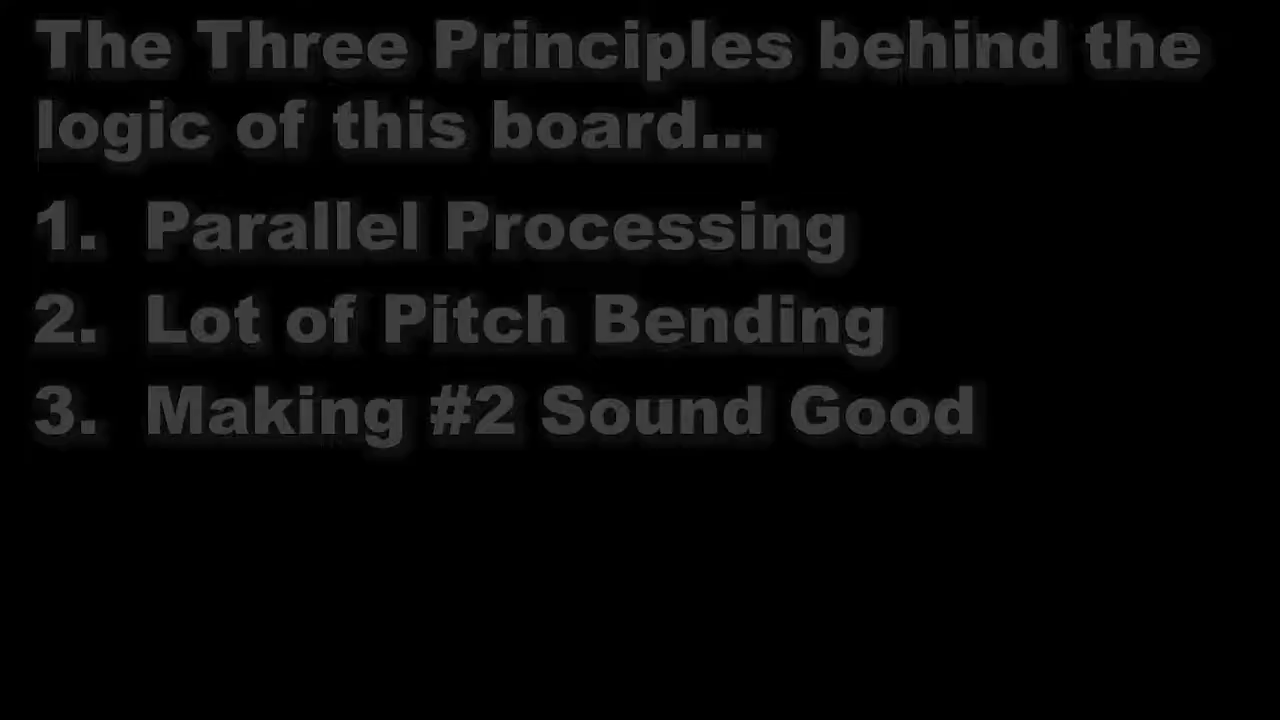 The Three Principles behind the
logic of this board...
1. Parallel Processing
2. Lot of Pitch Bending
3. Making #2 Sound Good